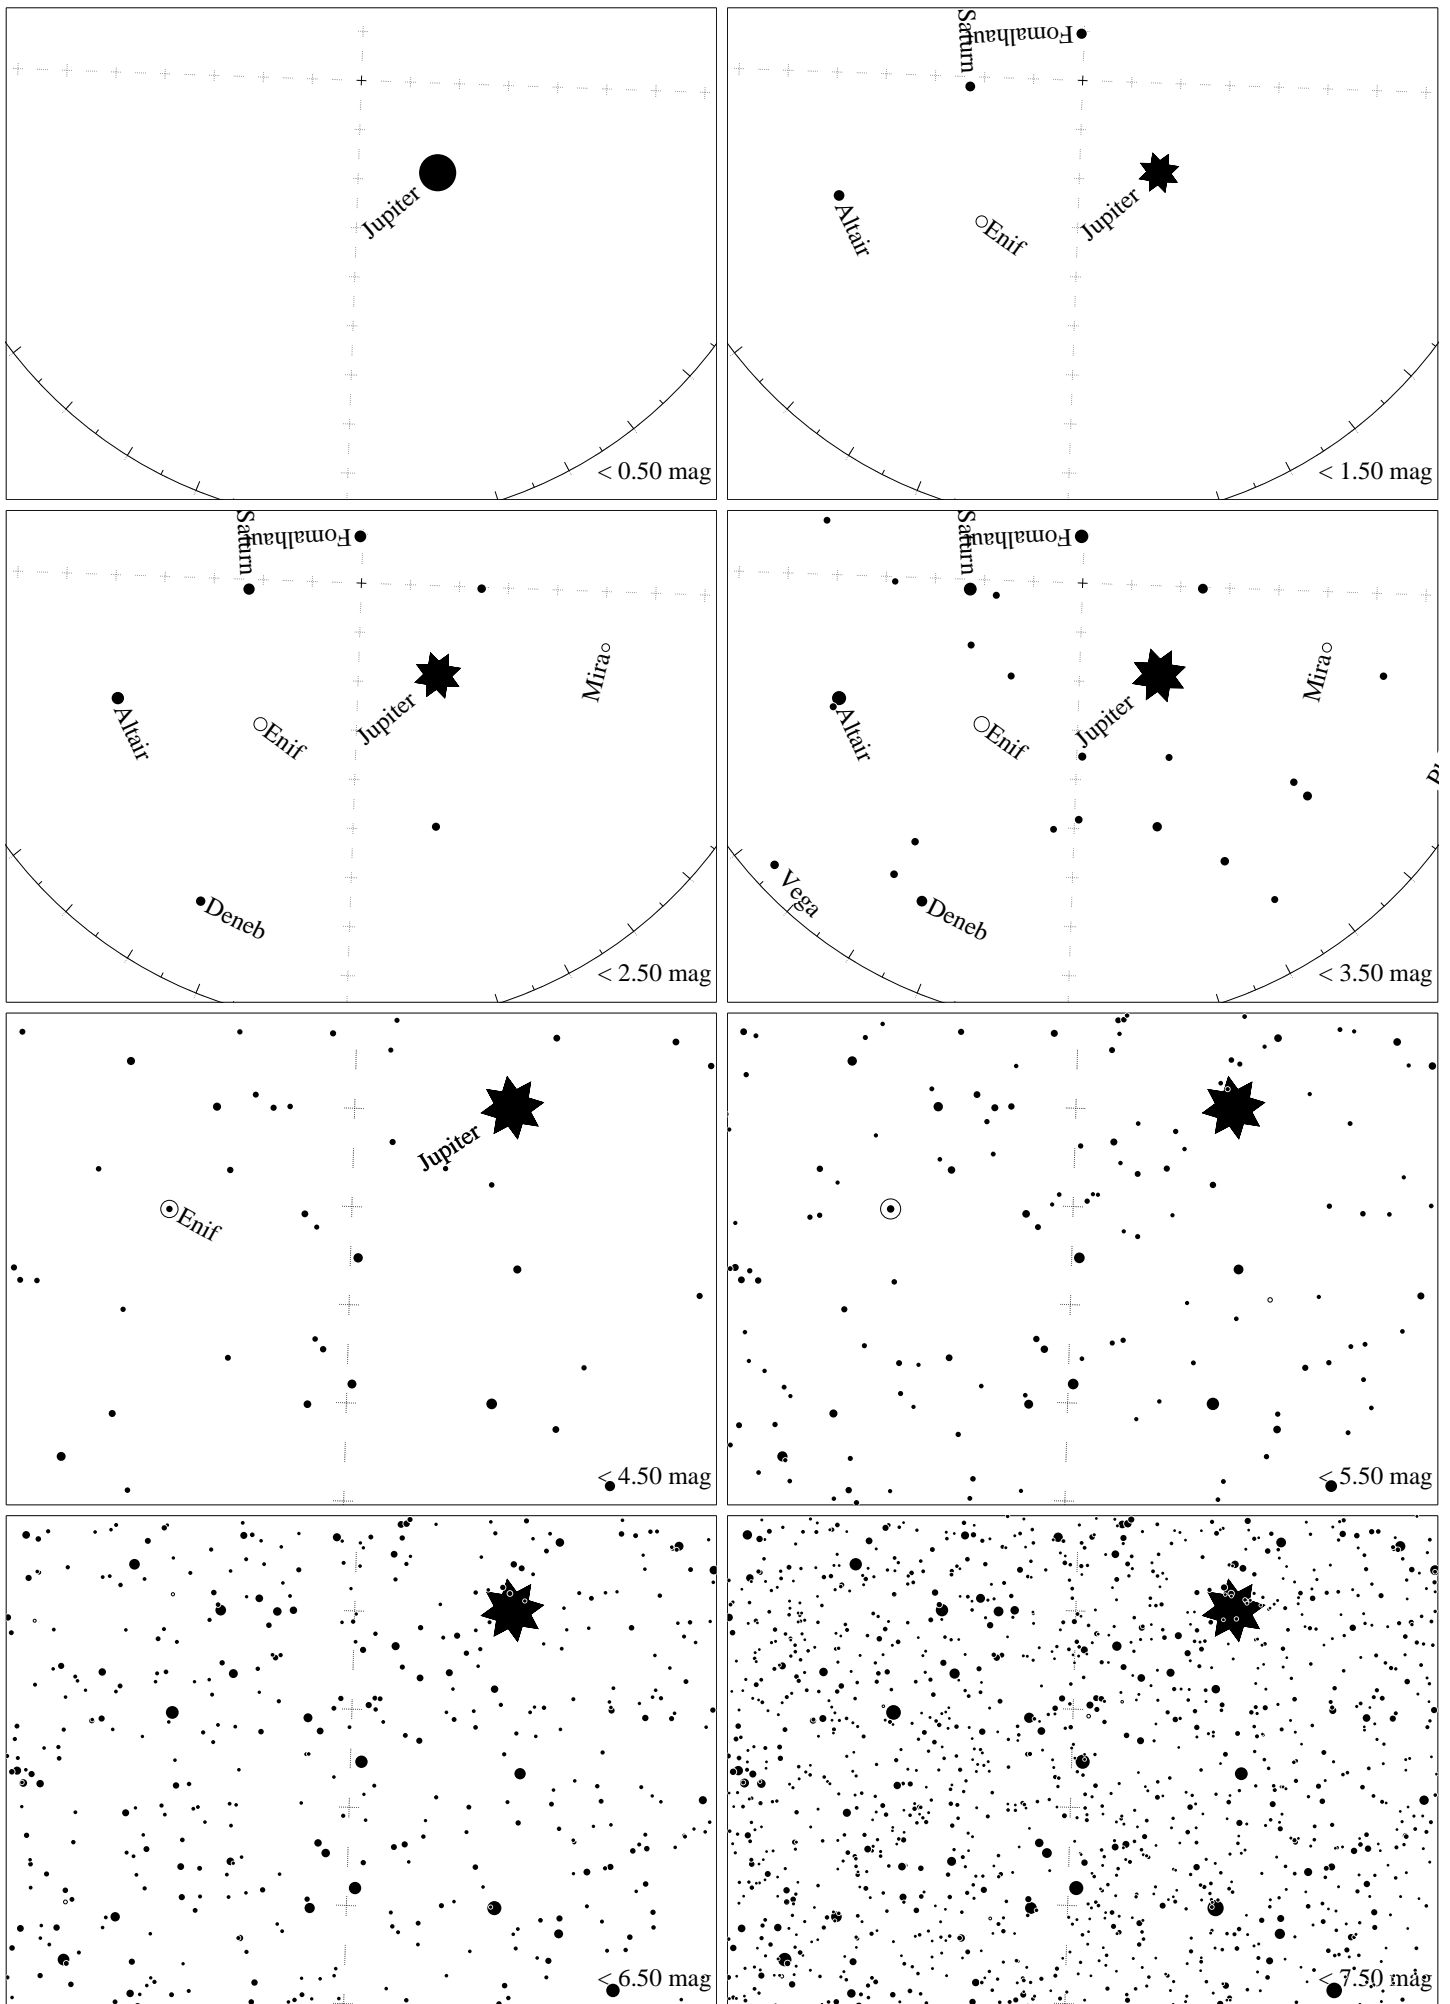 Jupiter
< 0.50 mag
Saturn
Fomalhaut
Altair
Enif
Jupiter
< 1.50 mag
Saturn
Fomalhaut
Mira
Jupiter
Altair
Enif
Deneb
< 2.50 mag
Saturn
Fomalhaut
Mira
Jupiter
Altair
Enif
Vega
Deneb
< 3.50 mag
Jupiter
Enif
< 4.50 mag
< 5.50 mag
< 6.50 mag
< 7.50 mag